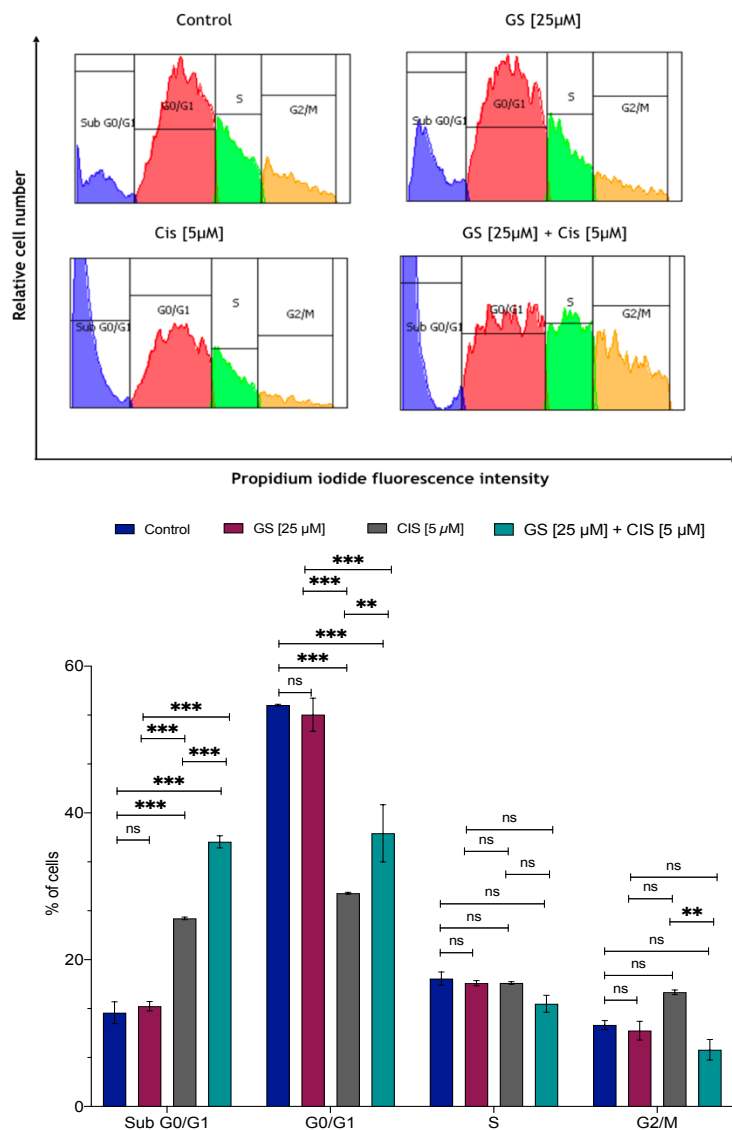 Control
GS [25µM]
Sub G0/G1
G0/G1
S
G2/M
Sub G0/G1
G0/G1
S
G2/M
Cis [5µM]
GS [25µM] + Cis [5µM]
Sub G0/G1
G0/G1
S
G2/M
Sub G0/G1
G0/G1
S
G2/M
Relative cell number
Propidium iodide fluorescence intensity
Control
GS [25 µM]
CIS [5 µM]
GS [25 µM] + CIS [5 µM]
***
***
**
***
***
ns
***
***
***
***
***
ns
ns
ns
ns
ns
ns
ns
ns
ns
**
ns
ns
ns
% of cells
60
40
20
0
Sub G0/G1
G0/G1
S
G2/M